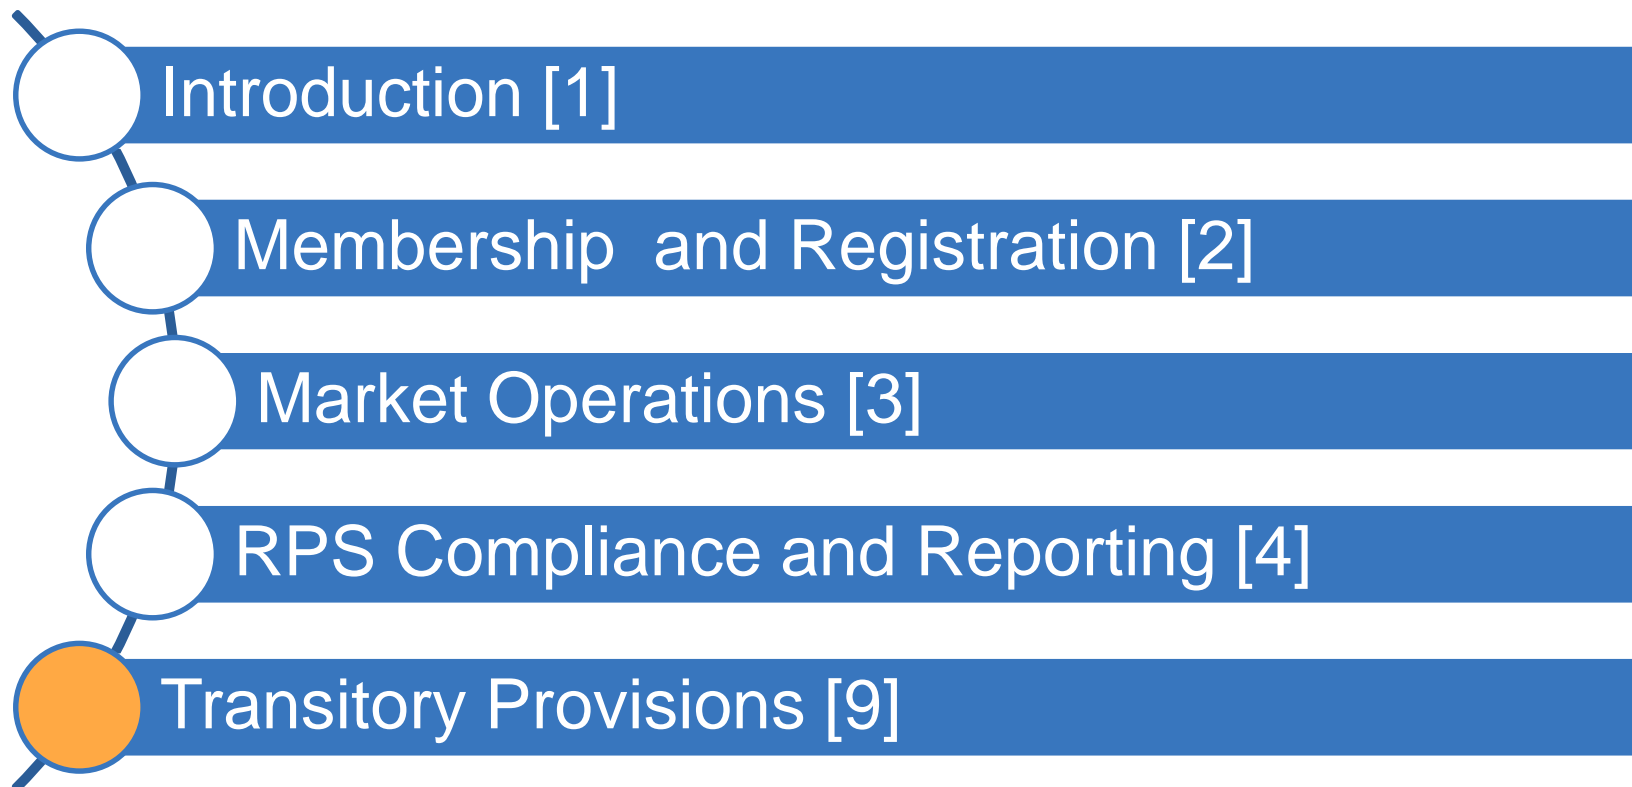 Introduction [1]
Membership  and Registration [2]
Market Operations [3]
RPS Compliance and Reporting [4]
Transitory Provisions [9]